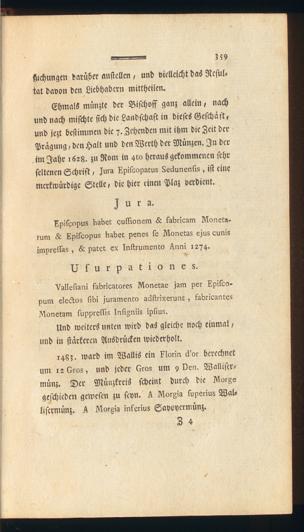 359
suchungen darüber anstellen, und vielleicht das Resul-
tat davon den Liebhabern mittheilen.
Ehmals münzte der Bischoff ganz allein, nach
und nach mischte sich die Landschaft in dieses Geschäft,
und jezt bestimmen die 7. Zehenden mit ihm die Zeit der
Prägung, den Halt und den Werth der Münzen. In der
im Jahr 1628. zu Rom in 4to herausgekommenen sehr
seltenen Schrift, Jura Episcopatus Sedunensis, ist eine
merkwürdige Stelle, die hier einen Plaz verdient.
Jura.
Episcopus habet cussionem & fabricam Moneta-
rum & Episcopus habet penes se Monetas ejus cunis
impressas, & patet ex Instrumento Anni 1274.
Usurpationes.
Vallesiani fabricatores Monetae jam per Episco-
pum electos sibi juramento adstrixerunt, fabricantes
Monetam suppressis Insigniis ipsius.
Und weiters unten wird das gleiche noch einmal,
und in stärkeren Ausdrücken wiederholt.
1483. ward im Wallis ein Florin d'or berechnet
um 12 Gros, und jeder Gros um 9 Den. Walliser-
münz. Der Münzkreis scheint durch die Morge
geschieden gewesen zu seyn. A Morgia superius Wal-
lisermünz. A Morgia inferius Savoyermünz.
Z 4